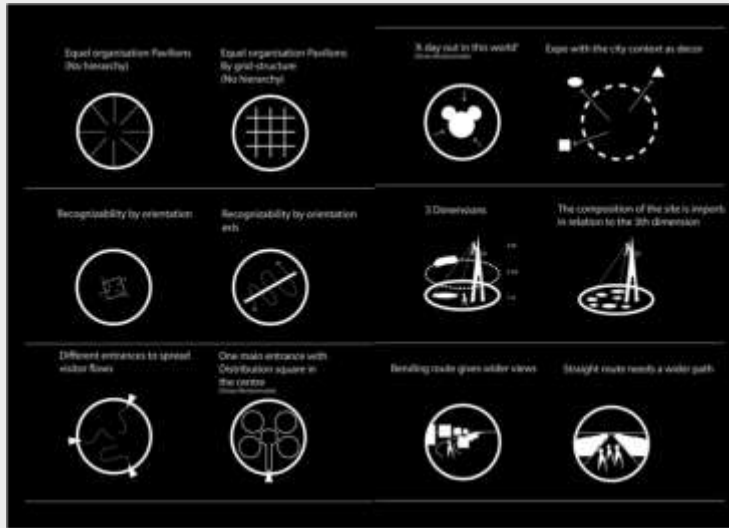 Equel organisation Pavilions
(No hierarchy)
Equel organisation Pavilions
By grid-structure
(No hierarchy)
'A day out in this world'
Expo with the city context as decor
Recognizability by orientation
Recognizability by orientation
axis
3 Dimensions
The composition of the site is importa
in relation to the 3th dimension
Different entrances to spread
visitor flows
One main entrance with
Distribution square in
the centre
Bending route gives wider views
Straight route needs a wider path